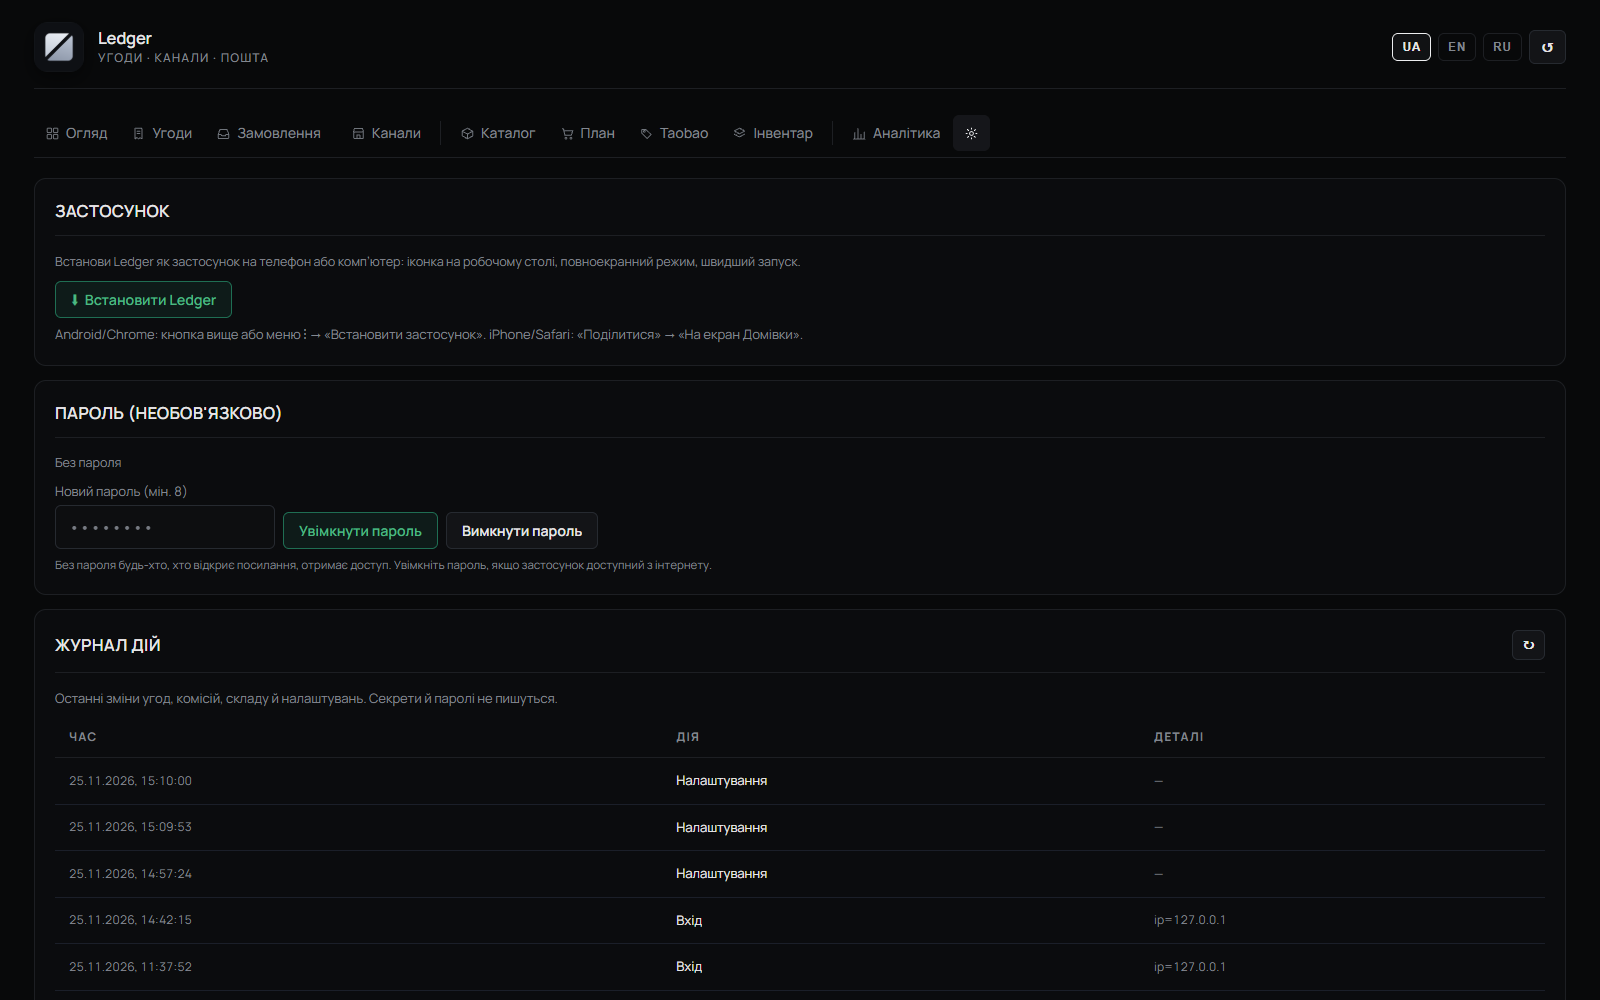 Ledger
УГОДИ · КАНАЛИ · ПОШТА
UA EN RU
Огляд Угоди Замовлення Канали Каталог План Taobao Інвентар Аналітика
ЗАСТОСУНОК
Встанови Ledger як застосунок на телефон або комп'ютер: іконка на робочому столі, повноекранний режим, швидший запуск.
⬇ Встановити Ledger
Android/Chrome: кнопка вище або меню ⋮ → «Встановити застосунок». iPhone/Safari: «Поділитися» → «На екран Домівки».
ПАРОЛЬ (НЕОБОВ'ЯЗКОВО)
Без пароля
Новий пароль (мін. 8)
••••••••
Увімкнути пароль Вимкнути пароль
Без пароля будь-хто, хто відкриє посилання, отримає доступ. Увімкніть пароль, якщо застосунок доступний з інтернету.
ЖУРНАЛ ДІЙ
Останні зміни угод, комісій, складу й налаштувань. Секрети й паролі не пишуться.
ЧАС ДІЯ ДЕТАЛІ
25.11.2026, 15:10:00 Налаштування —
25.11.2026, 15:09:53 Налаштування —
25.11.2026, 14:57:24 Налаштування —
25.11.2026, 14:42:15 Вхід ip=127.0.0.1
25.11.2026, 11:37:52 Вхід ip=127.0.0.1